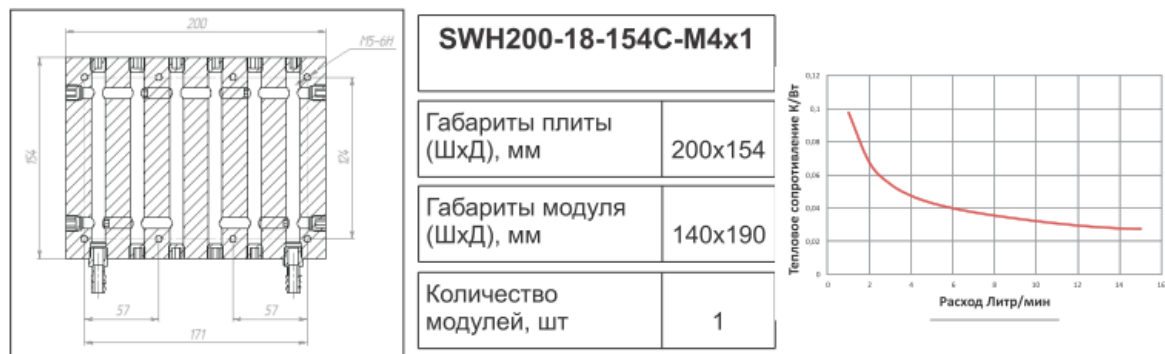 200
M5-6H
154
124
57
57
171
SWH200-18-154C-M4x1
Габариты плиты
(ШхД), мм
200x154
Габариты модуля
(ШхД), мм
140x190
Количество
модулей, шт
1
Тепловое сопротивление К/Вт
0,12
0,1
0,08
0,06
0,04
0,02
0
0 2 4 6 8 10 12 14 16
Расход Литр/мин